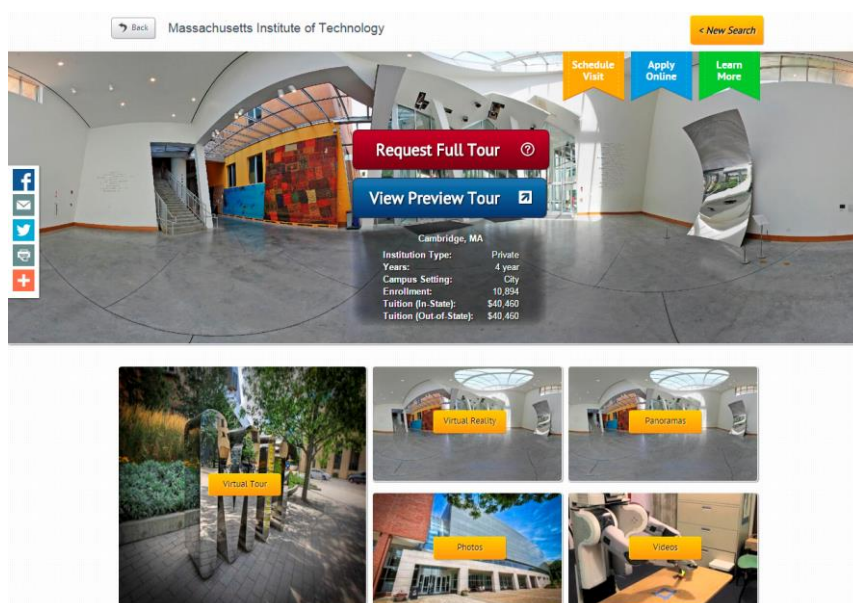 Back
Massachusetts Institute of Technology
< New Search
Schedule
Visit
Apply
Online
Learn
More
Request Full Tour
View Preview Tour
Cambridge, MA
Institution Type: Private
Years: 4 year
Campus Setting: City
Enrollment: 10,894
Tuition (In-State): $40,460
Tuition (Out-of-State): $40,460
Virtual Tour
Virtual Reality
Panoramas
Photos
Videos